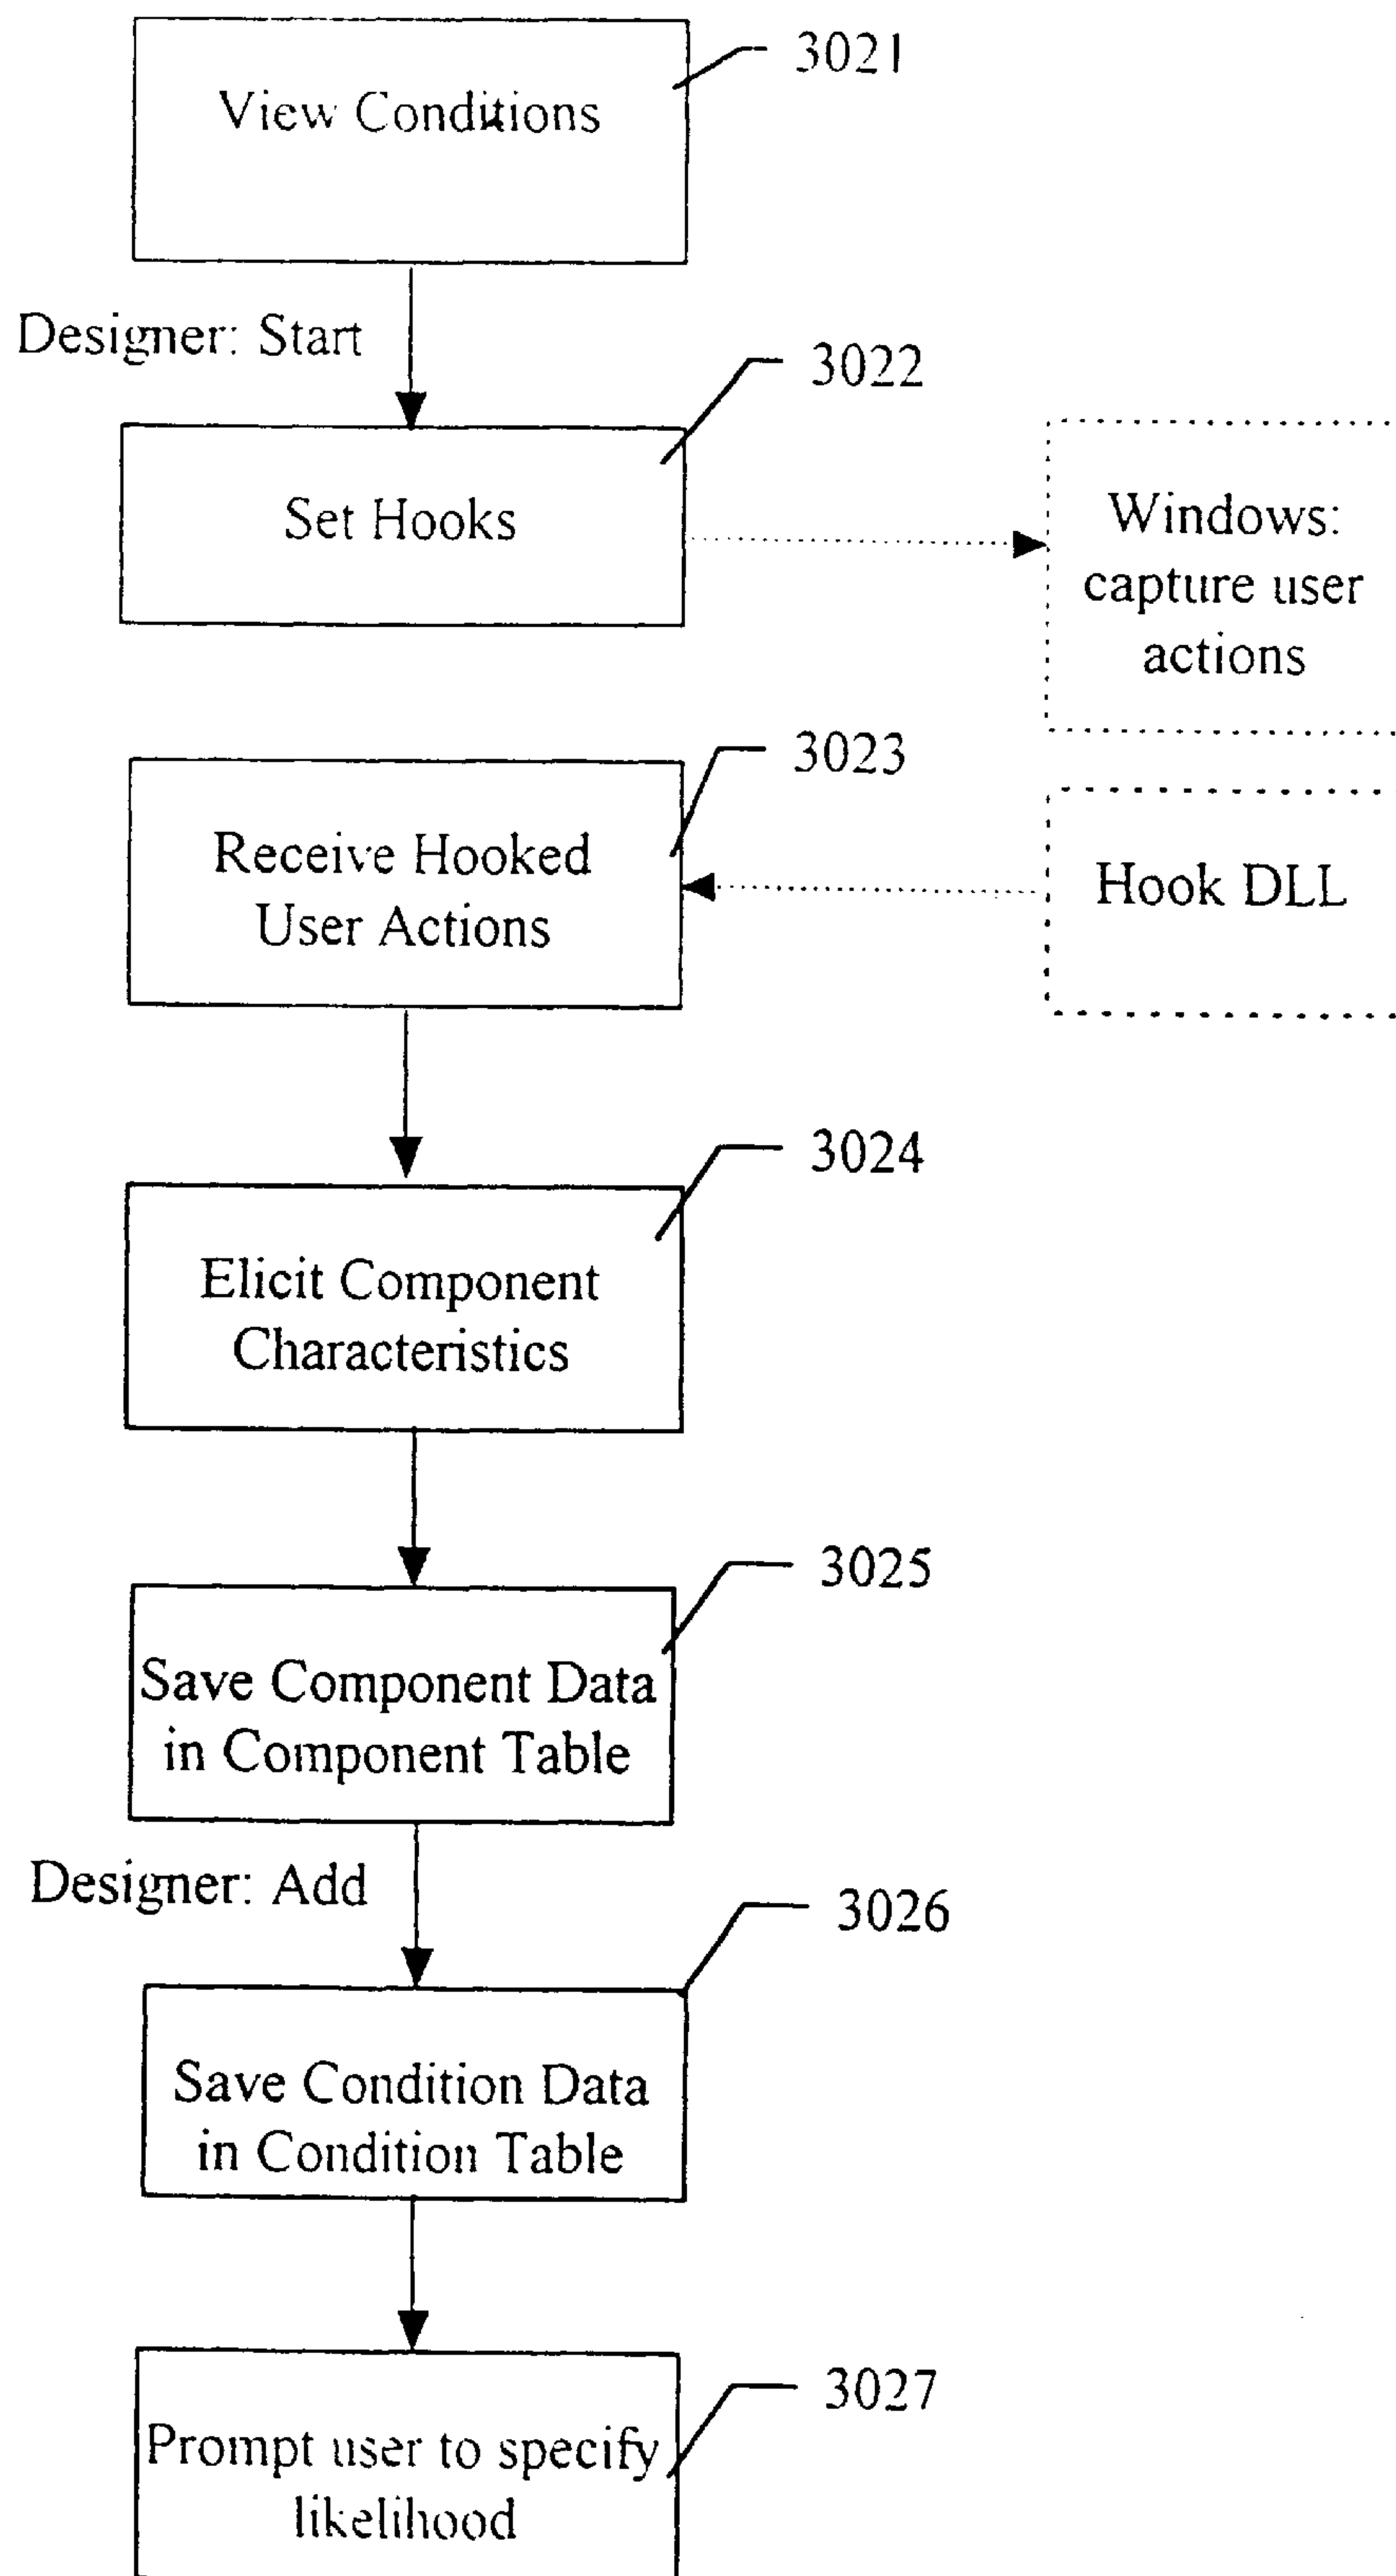 3021
View Conditions
Designer: Start
3022
Set Hooks
Windows:
capture user
actions
3023
Receive Hooked
User Actions
Hook DLL
3024
Elicit Component
Characteristics
3025
Save Component Data
in Component Table
Designer: Add
3026
Save Condition Data
in Condition Table
3027
Prompt user to specify
likelihood